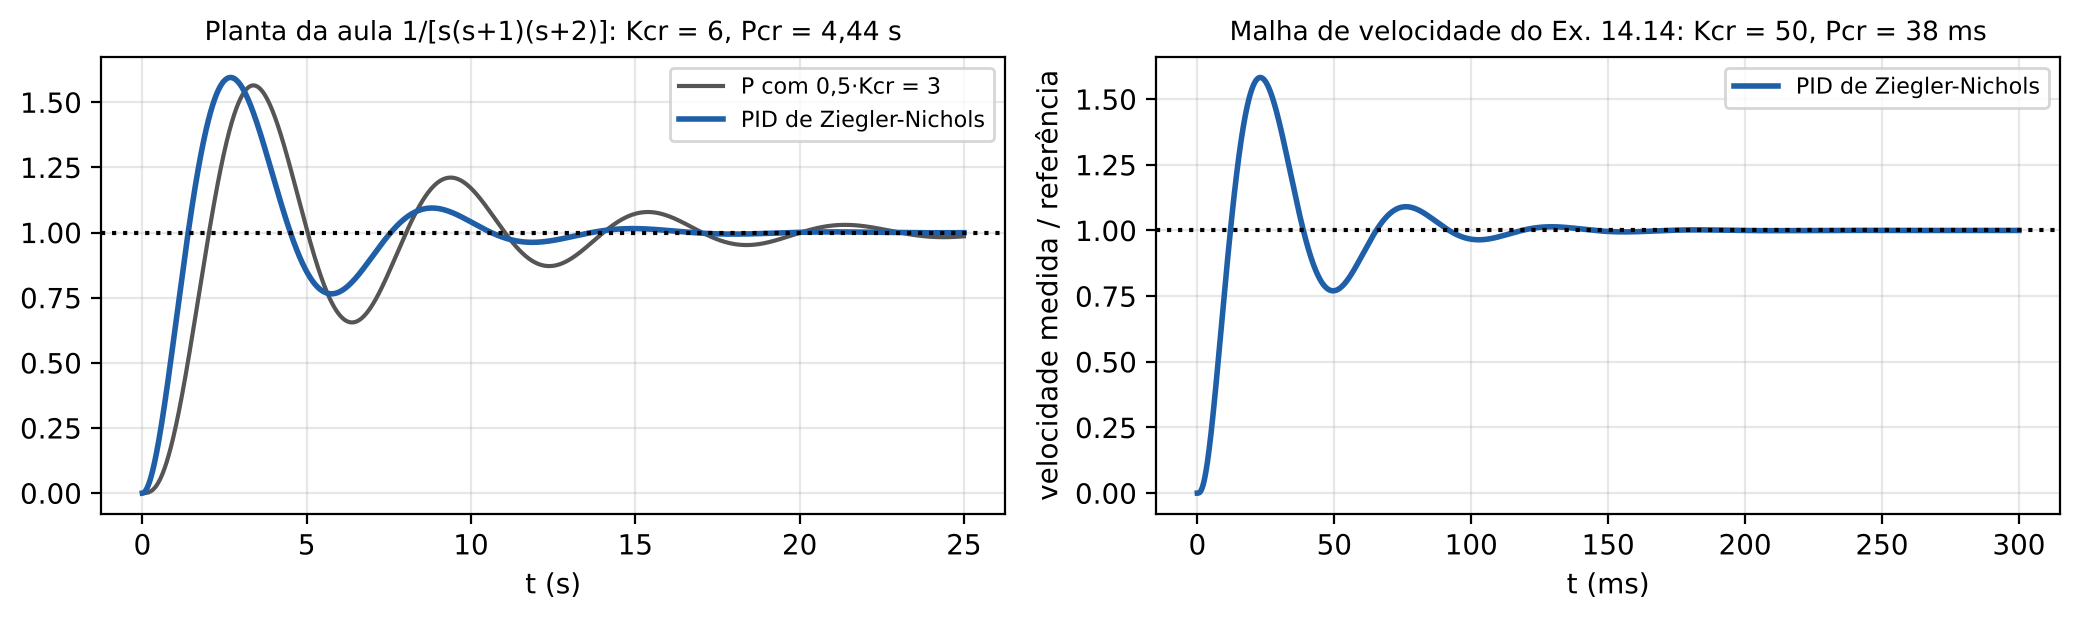 Planta da aula 1/[s(s+1)(s+2)]: Kcr = 6, Pcr = 4,44 s
P com 0,5·Kcr = 3
PID de Ziegler-Nichols
1.50
1.25
1.00
0.75
0.50
0.25
0.00
0 5 10 15 20 25
t (s)
Malha de velocidade do Ex. 14.14: Kcr = 50, Pcr = 38 ms
PID de Ziegler-Nichols
velocidade medida / referência
1.50
1.25
1.00
0.75
0.50
0.25
0.00
0 50 100 150 200 250 300
t (ms)